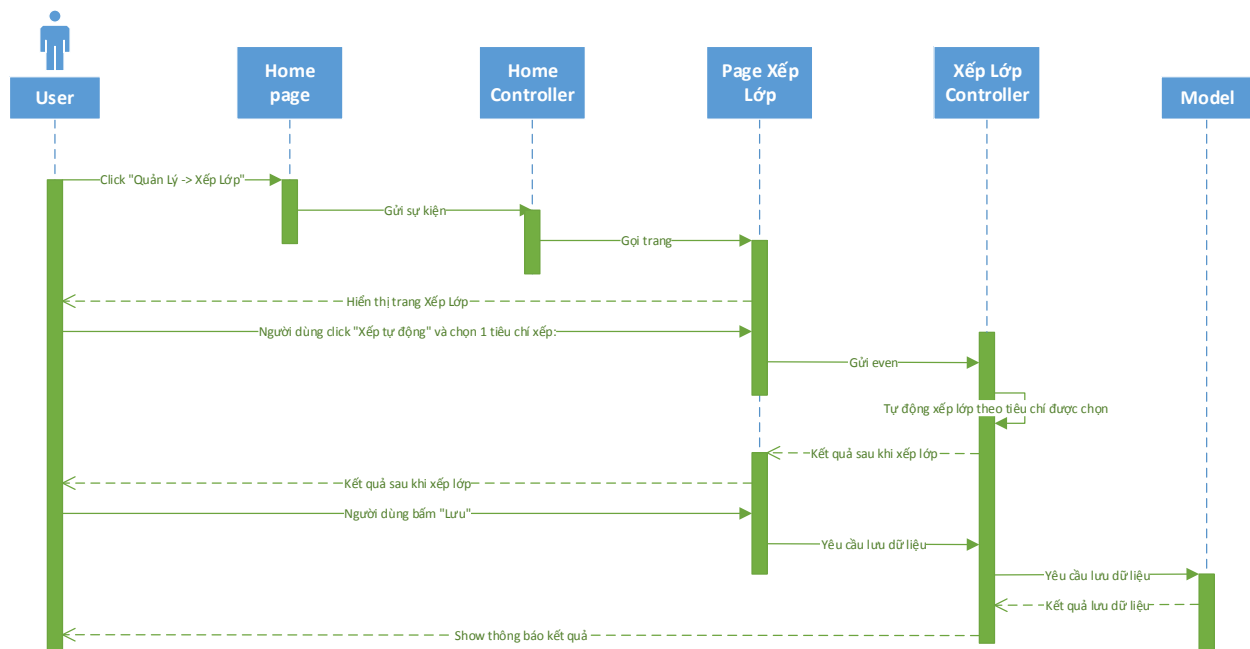 User
Home
page
Home
Controller
Page Xếp
Lớp
Xếp Lớp
Controller
Model
Click "Quản Lý -> Xếp Lớp"
Gửi sự kiện
Gọi trang
Hiển thị trang Xếp Lớp
Người dùng click "Xếp tự động" và chọn 1 tiêu chí xếp:
Gửi even
Tự động xếp lớp theo tiêu chí được chọn
Kết quả sau khi xếp lớp
Kết quả sau khi xếp lớp
Người dùng bấm "Lưu"
Yêu cầu lưu dữ liệu
Yêu cầu lưu dữ liệu
Kết quả lưu dữ liệu
Show thông báo kết quả